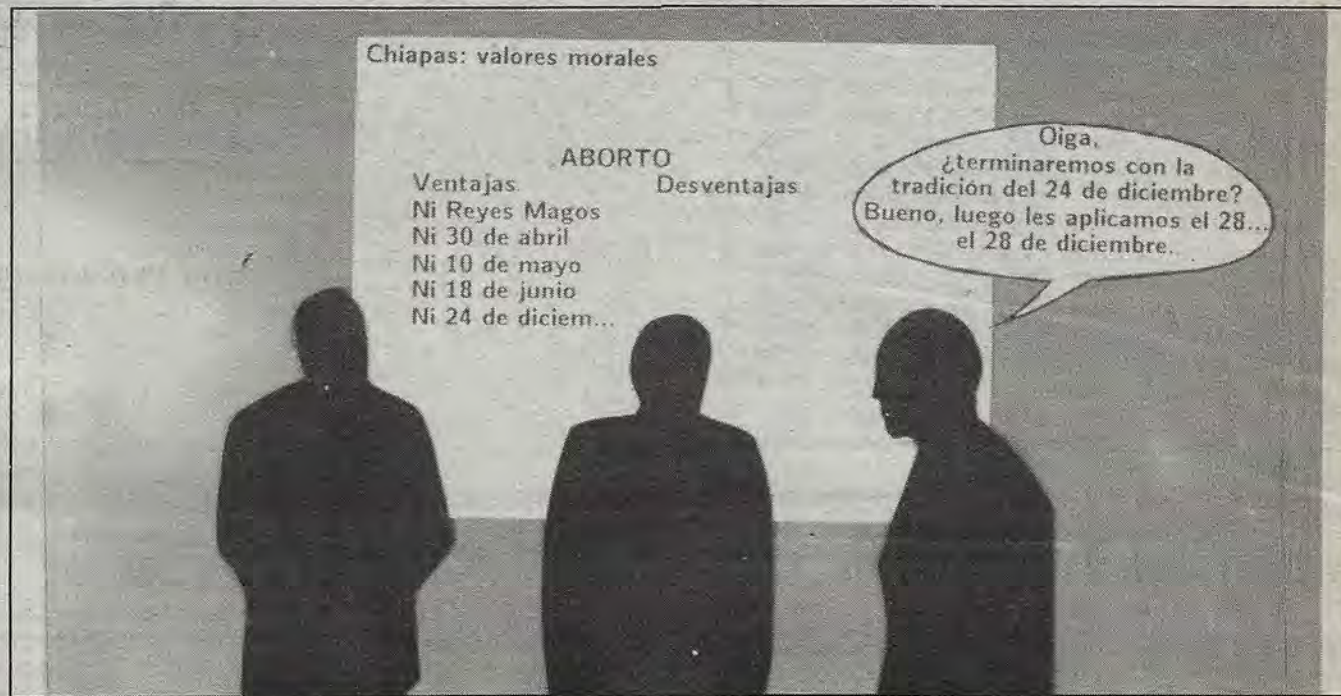 Chiapas: valores morales
ABORTO
Ventajas Desventajas
Ni Reyes Magos
Ni 30 de abril
Ni 10 de mayo
Ni 18 de junio
Ni 24 de diciem...
Oiga,
¿terminaremos con la
tradición del 24 de diciembre?
Bueno, luego les aplicamos el 28...
el 28 de diciembre.